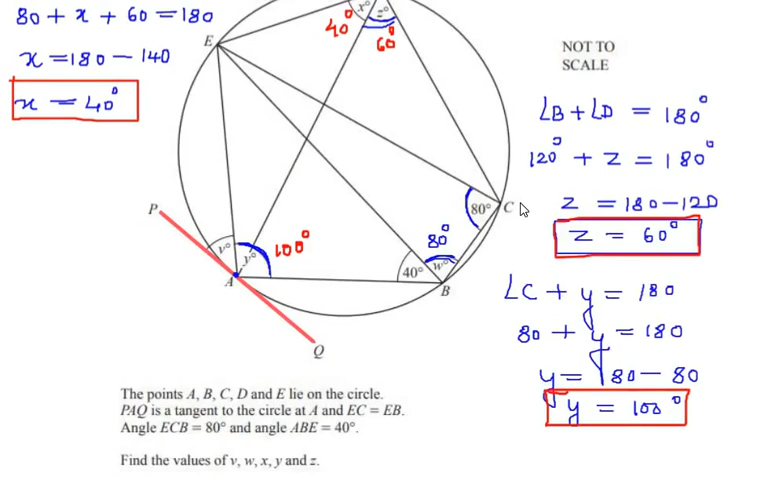 80 + x + 60 = 180
x = 180 - 140
x = 40°
E
x°
z°
40°
60°
NOT TO
SCALE
∠B + ∠D = 180°
120° + Z = 180°
Z = 180 - 120
Z = 60°
P
80°
C
v°
y°
100°
80°
40°
w°
A
B
Q
∠C + y = 180
80 + y = 180
y = 180 - 80
y = 100°
The points A, B, C, D and E lie on the circle.
PAQ is a tangent to the circle at A and EC = EB.
Angle ECB = 80° and angle ABE = 40°.
Find the values of v, w, x, y and z.